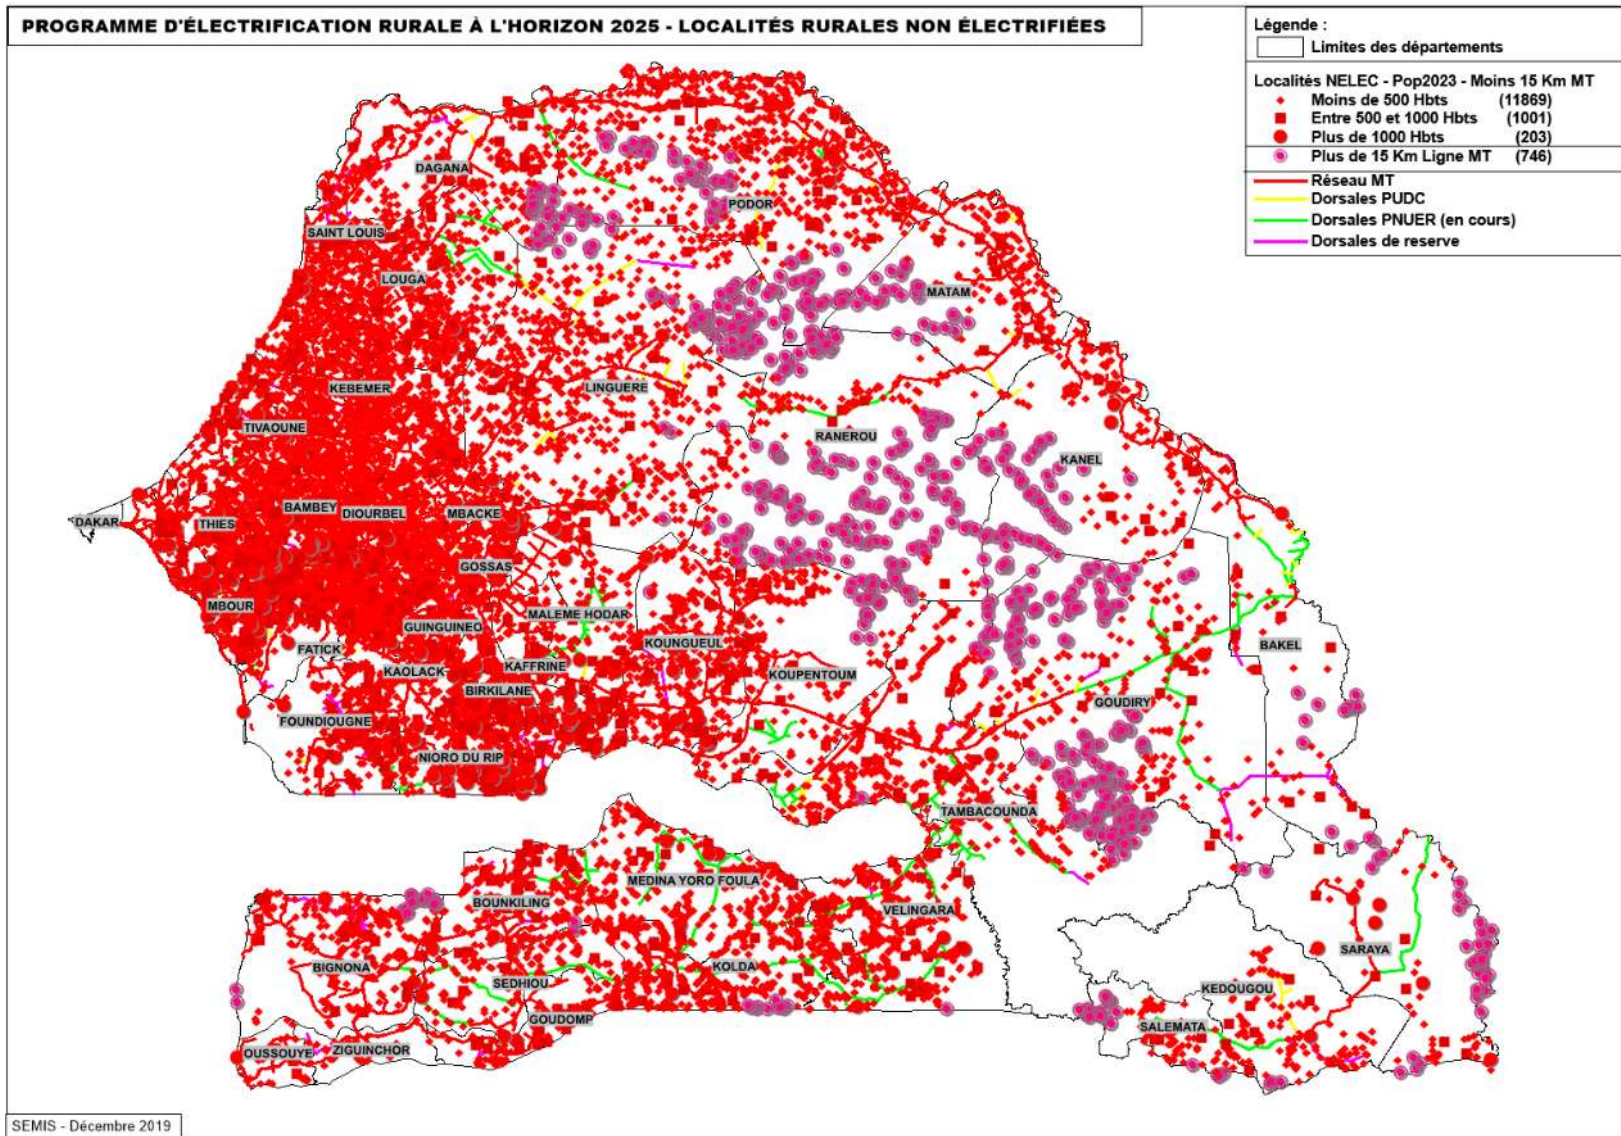 PROGRAMME D'ÉLECTRIFICATION RURALE À L'HORIZON 2025 - LOCALITÉS RURALES NON ÉLECTRIFIÉES
Légende :
Limites des départements
Localités NELEC - Pop2023 - Moins 15 Km MT
Moins de 500 Hbts (11869)
Entre 500 et 1000 Hbts (1001)
Plus de 1000 Hbts (203)
Plus de 15 Km Ligne MT (746)
Réseau MT
Dorsales PUDC
Dorsales PNUER (en cours)
Dorsales de reserve
DAGANA
PODOR
SAINT LOUIS
LOUGA
MATAM
KEBEMER
LINGUERE
TIVAOUNE
RANEROU
KANEL
DAKAR
THIES
BAMBEY
DIOURBEL
MBACKE
GOSSAS
MBOUR
MALEME HODAR
GUINGUINEO
FATICK
KOUNGUEUL
BAKEL
KAOLACK
KAFFRINE
KOUPENTOUM
BIRKILANE
GOUDIRY
FOUNDIOUGNE
NIORO DU RIP
TAMBACOUNDA
MEDINA YORO FOULA
BOUNKILING
VELINGARA
SARAYA
BIGNONA
KOLDA
SEDHIOU
KEDOUGOU
GOUDOMP
SALEMATA
OUSSOUYE
ZIGUINCHOR
SEMIS - Décembre 2019